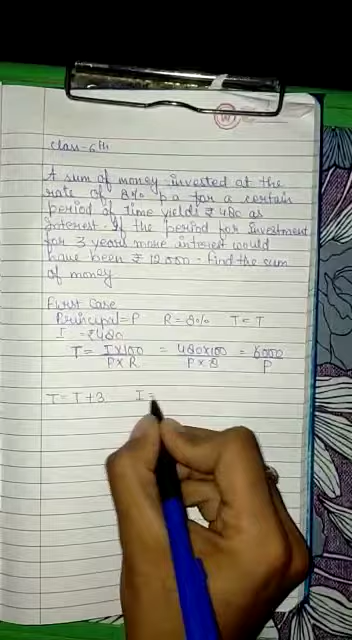 Class-6th
A sum of money invested at the
rate of 8% p a for a certain
period of time yields ₹ 480 as
interest. If the period for Investment
for 3 years more interest would
have been ₹ 12000. Find the sum
of money
First Case
Principal=P R=8% T=T
I =₹480
T= I×100 / P×R = 480×100 / P×8 = 6000 / P
T=T+3 I=